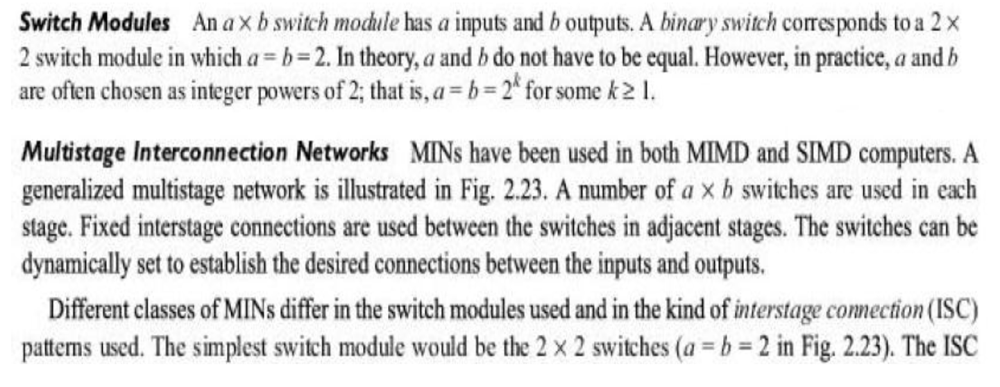 Switch Modules An a × b switch module has a inputs and b outputs. A binary switch corresponds to a 2 ×
2 switch module in which a = b = 2. In theory, a and b do not have to be equal. However, in practice, a and b
are often chosen as integer powers of 2; that is, a = b = 2ᵏ for some k ≥ 1.
Multistage Interconnection Networks MINs have been used in both MIMD and SIMD computers. A
generalized multistage network is illustrated in Fig. 2.23. A number of a × b switches are used in each
stage. Fixed interstage connections are used between the switches in adjacent stages. The switches can be
dynamically set to establish the desired connections between the inputs and outputs.
Different classes of MINs differ in the switch modules used and in the kind of interstage connection (ISC)
patterns used. The simplest switch module would be the 2 × 2 switches (a = b = 2 in Fig. 2.23). The ISC